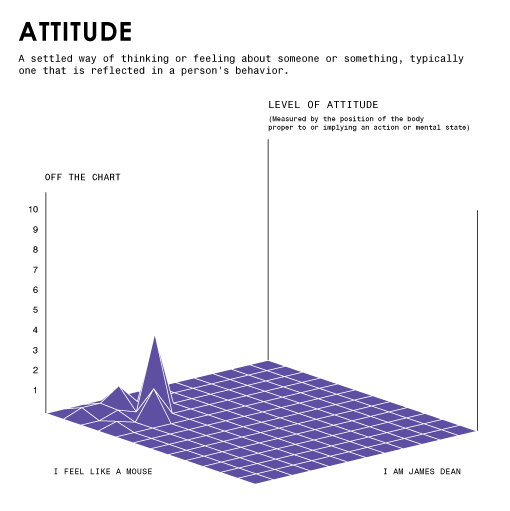 ATTITUDE
A settled way of thinking or feeling about someone or something, typically
one that is reflected in a person's behavior.
LEVEL OF ATTITUDE
(Measured by the position of the body
proper to or implying an action or mental state)
OFF THE CHART
10
9
8
7
6
5
4
3
2
1
I FEEL LIKE A MOUSE
I AM JAMES DEAN